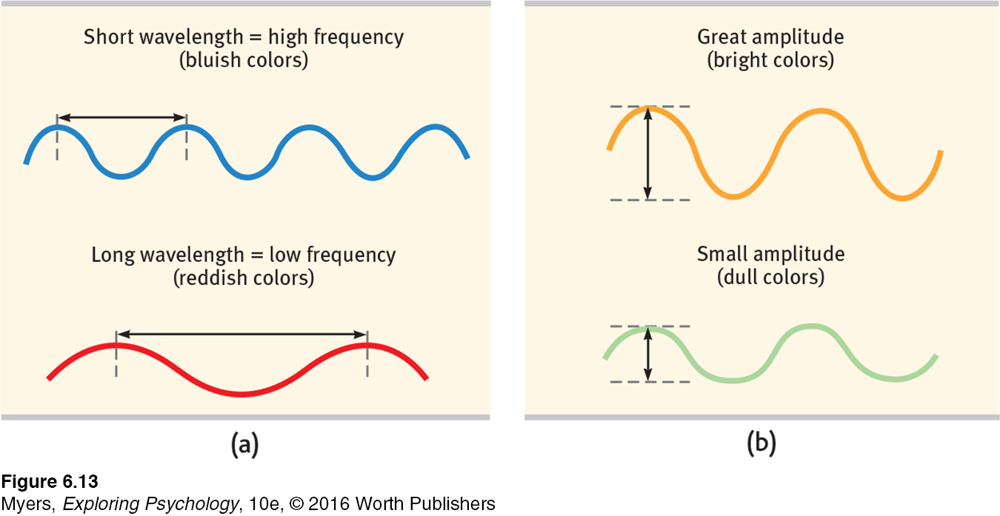 Short wavelength = high frequency
(bluish colors)
Long wavelength = low frequency
(reddish colors)
(a)
Great amplitude
(bright colors)
Small amplitude
(dull colors)
(b)
Figure 6.13
Myers, Exploring Psychology, 10e, © 2016 Worth Publishers